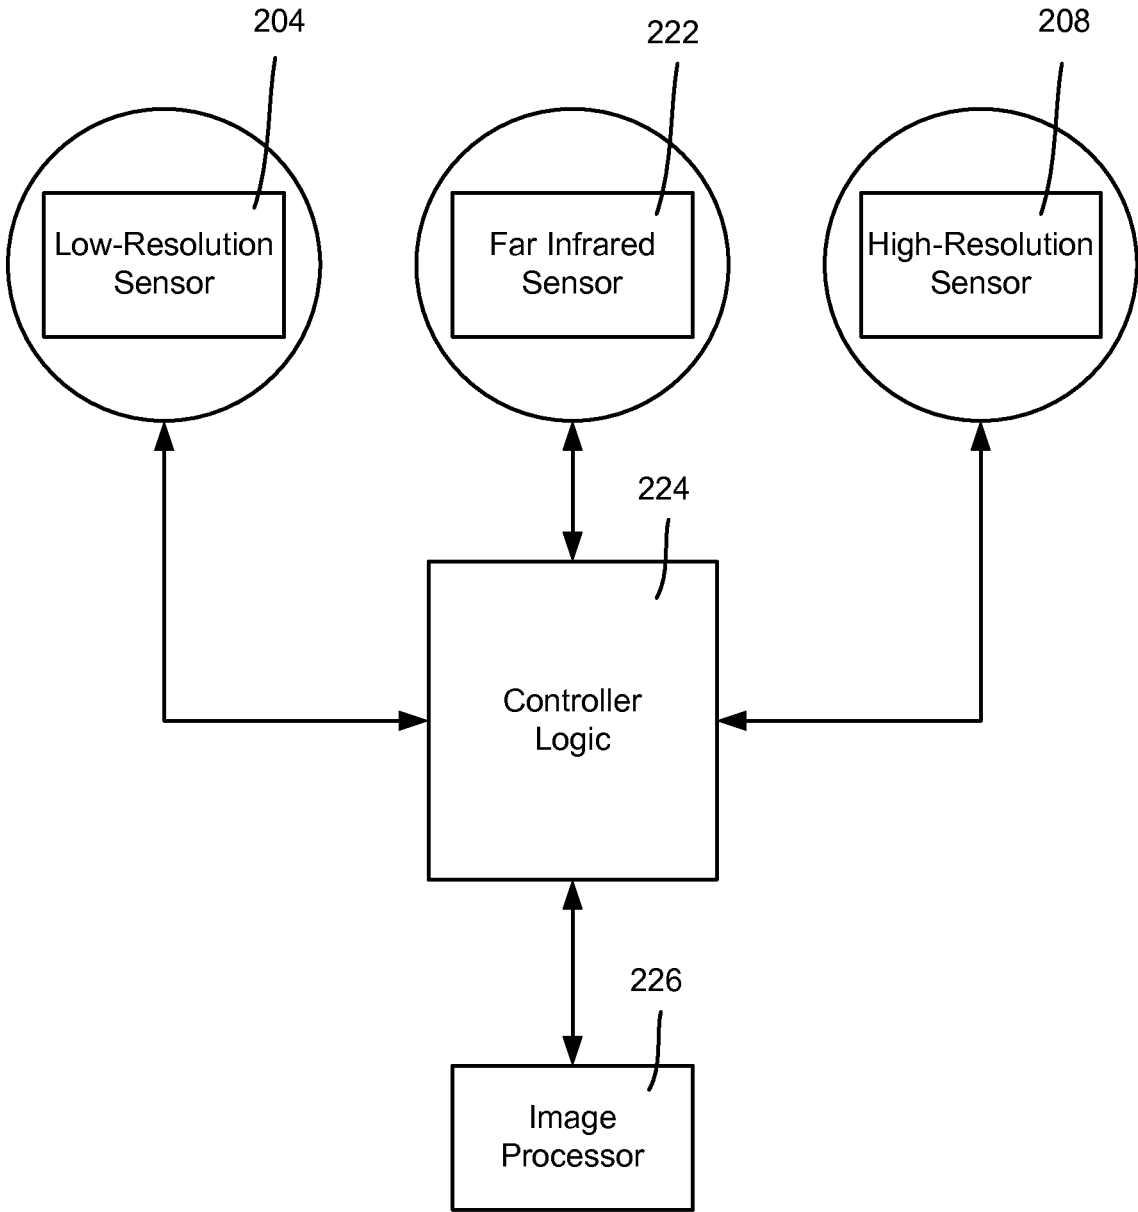 204
222
208
Low-Resolution
Sensor
Far Infrared
Sensor
High-Resolution
Sensor
224
Controller
Logic
226
Image
Processor